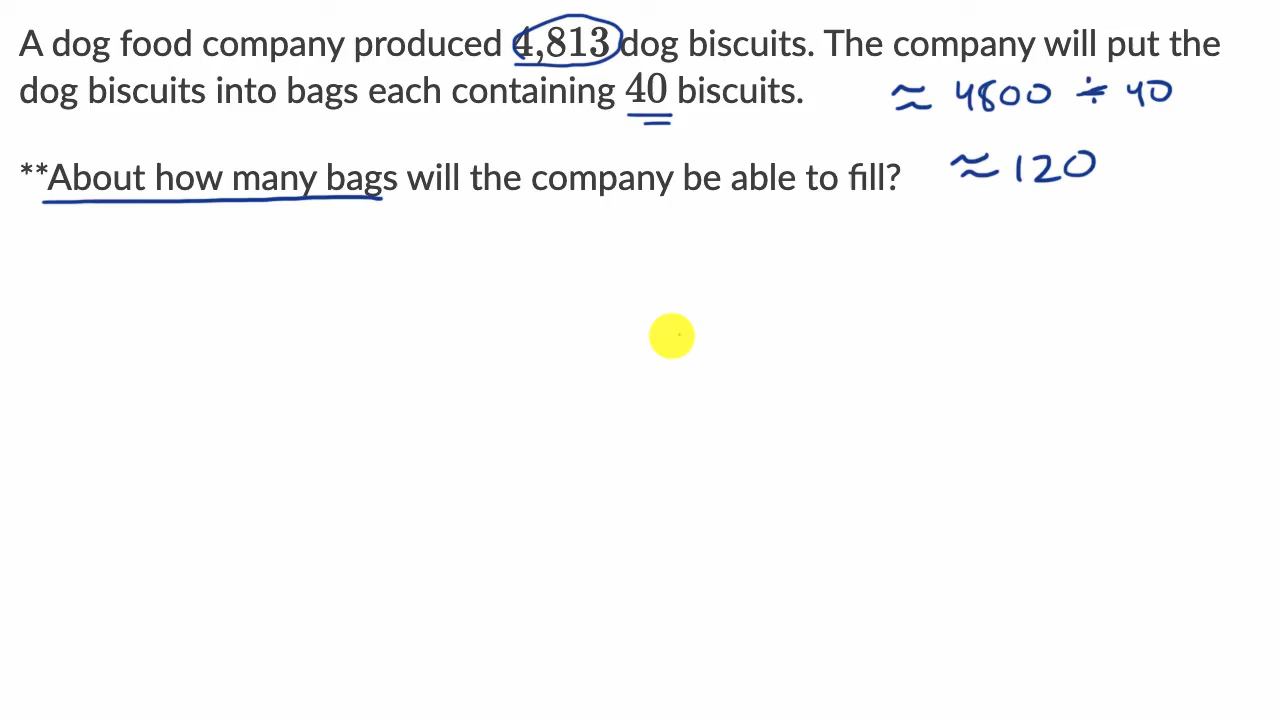 A dog food company produced 4,813 dog biscuits. The company will put the
dog biscuits into bags each containing 40 biscuits.
≈ 4800 ÷ 40
**About how many bags will the company be able to fill?
≈ 120